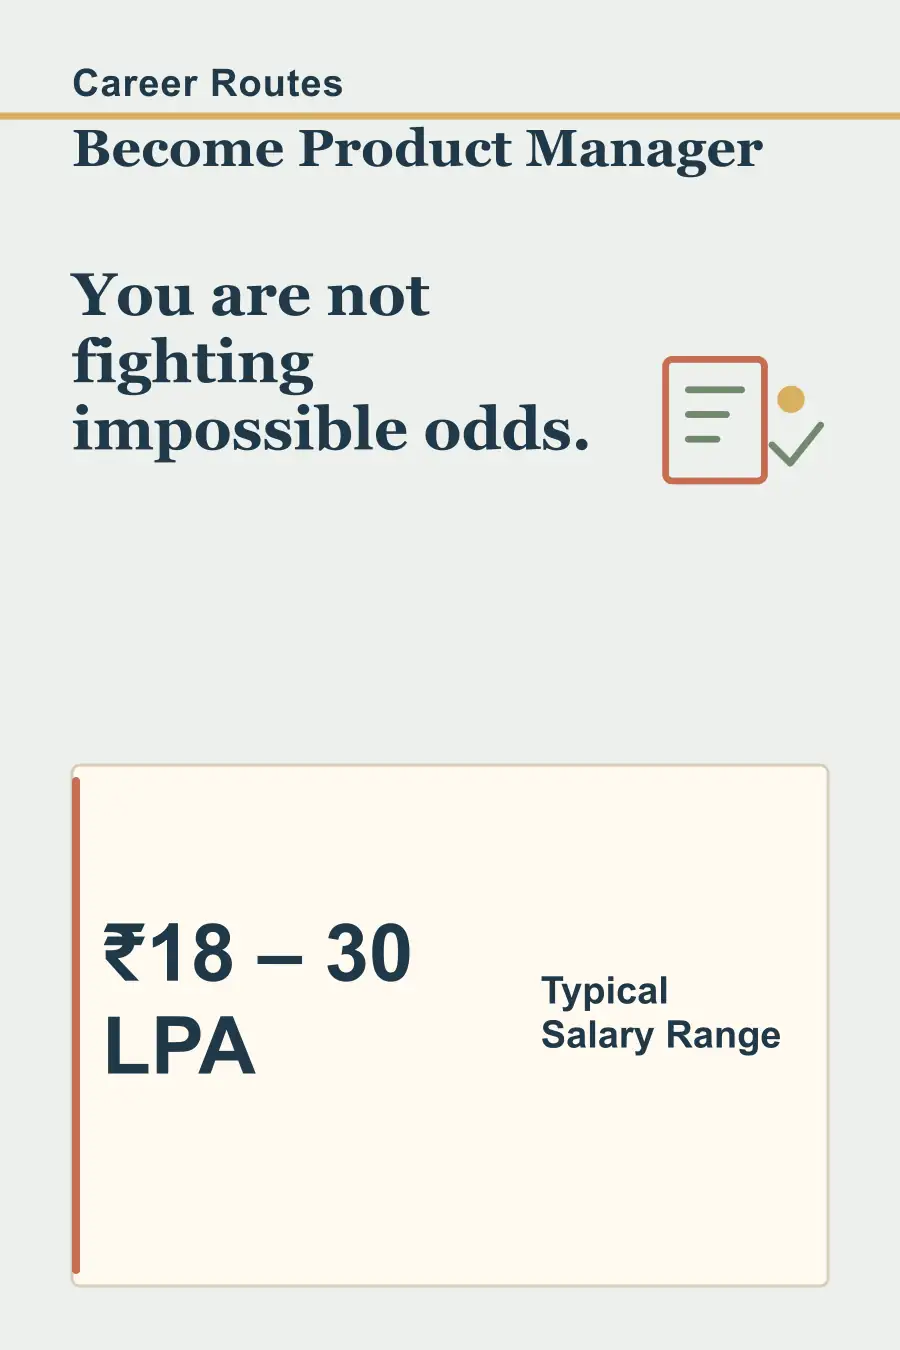 Career Routes
Become Product Manager
You are not
fighting
impossible odds.
₹18 – 30
LPA
Typical
Salary Range